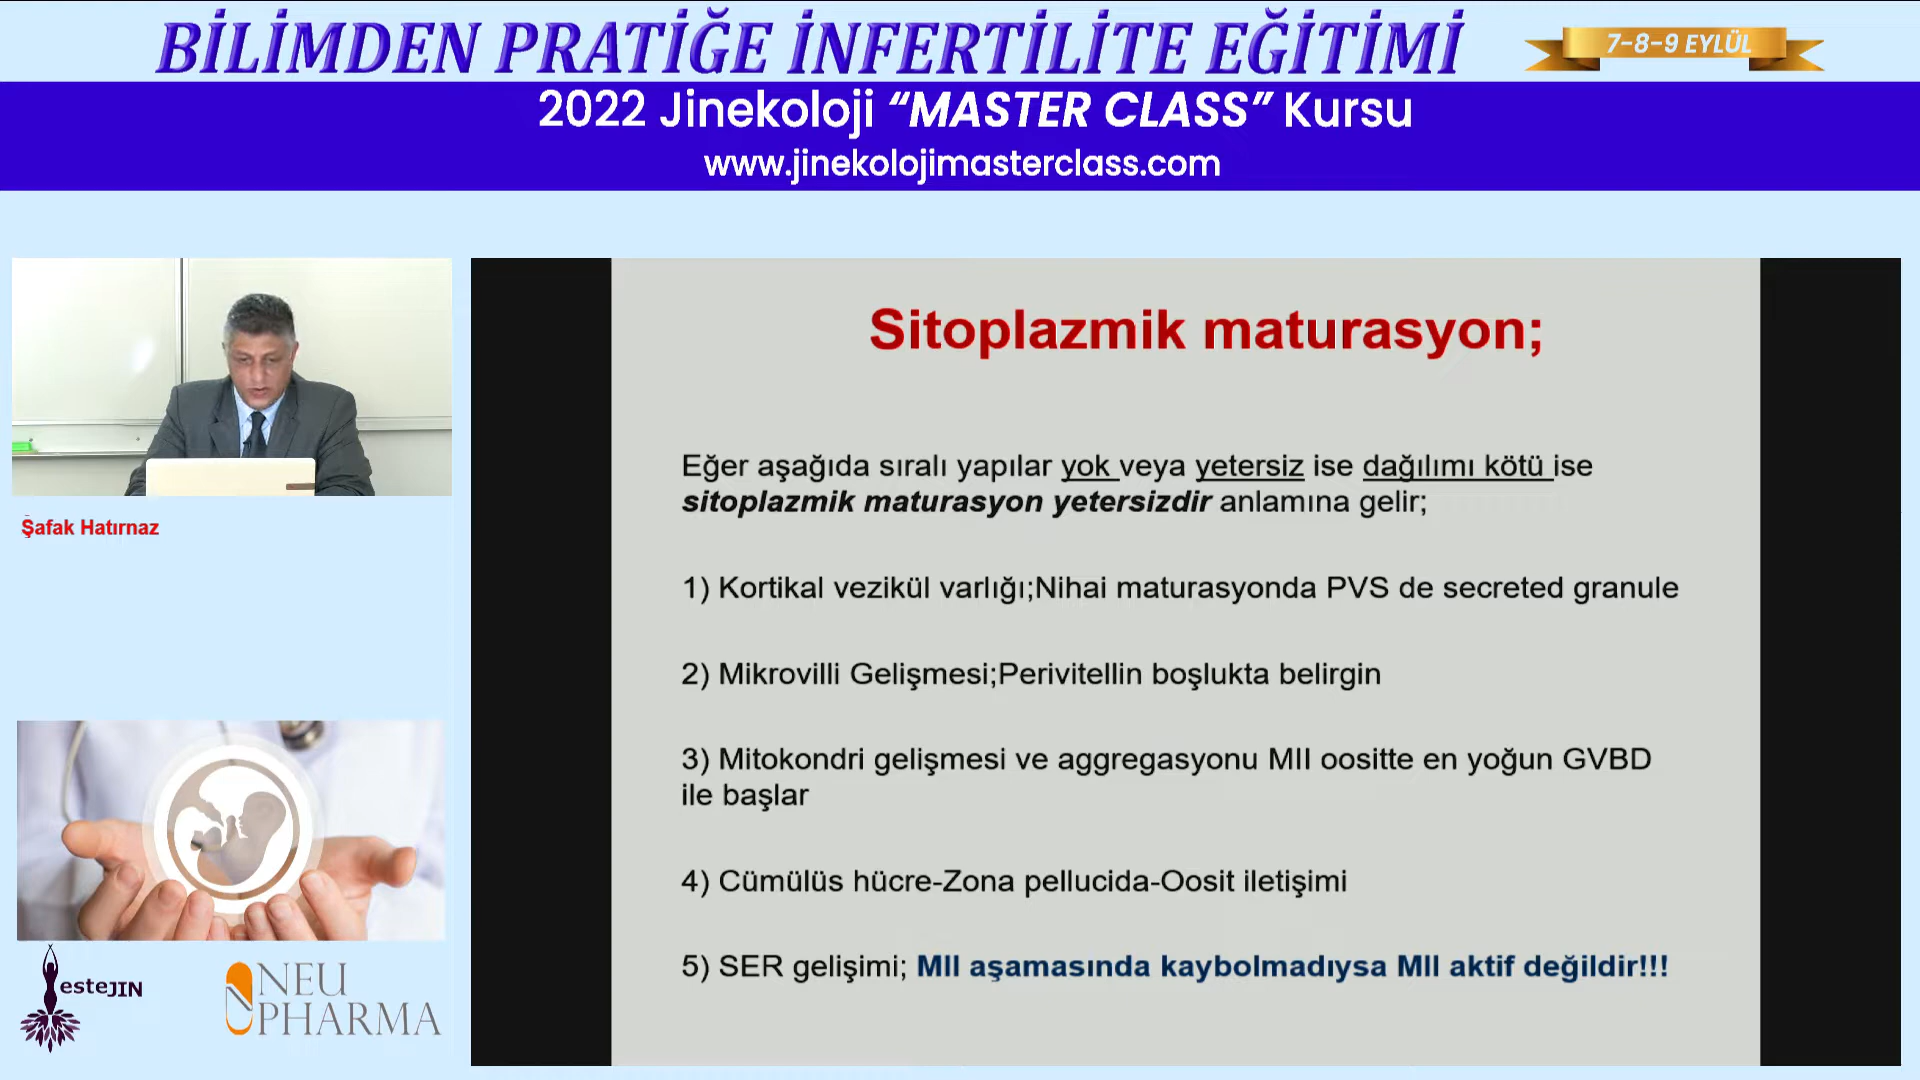 BİLİMDEN PRATİĞE İNFERTİLİTE EĞİTİMİ
7-8-9 EYLÜL
2022 Jinekoloji “MASTER CLASS” Kursu
www.jinekolojimasterclass.com
Şafak Hatırnaz
Sitoplazmik maturasyon;
Eğer aşağıda sıralı yapılar yok veya yetersiz ise dağılımı kötü ise
sitoplazmik maturasyon yetersizdir anlamına gelir;
1) Kortikal vezikül varlığı;Nihai maturasyonda PVS de secreted granule
2) Mikrovilli Gelişmesi;Perivitellin boşlukta belirgin
3) Mitokondri gelişmesi ve aggregasyonu MII oositte en yoğun GVBD
ile başlar
4) Cümülüs hücre-Zona pellucida-Oosit iletişimi
5) SER gelişimi; MII aşamasında kaybolmadıysa MII aktif değildir!!!
esteJIN
NEU
PHARMA